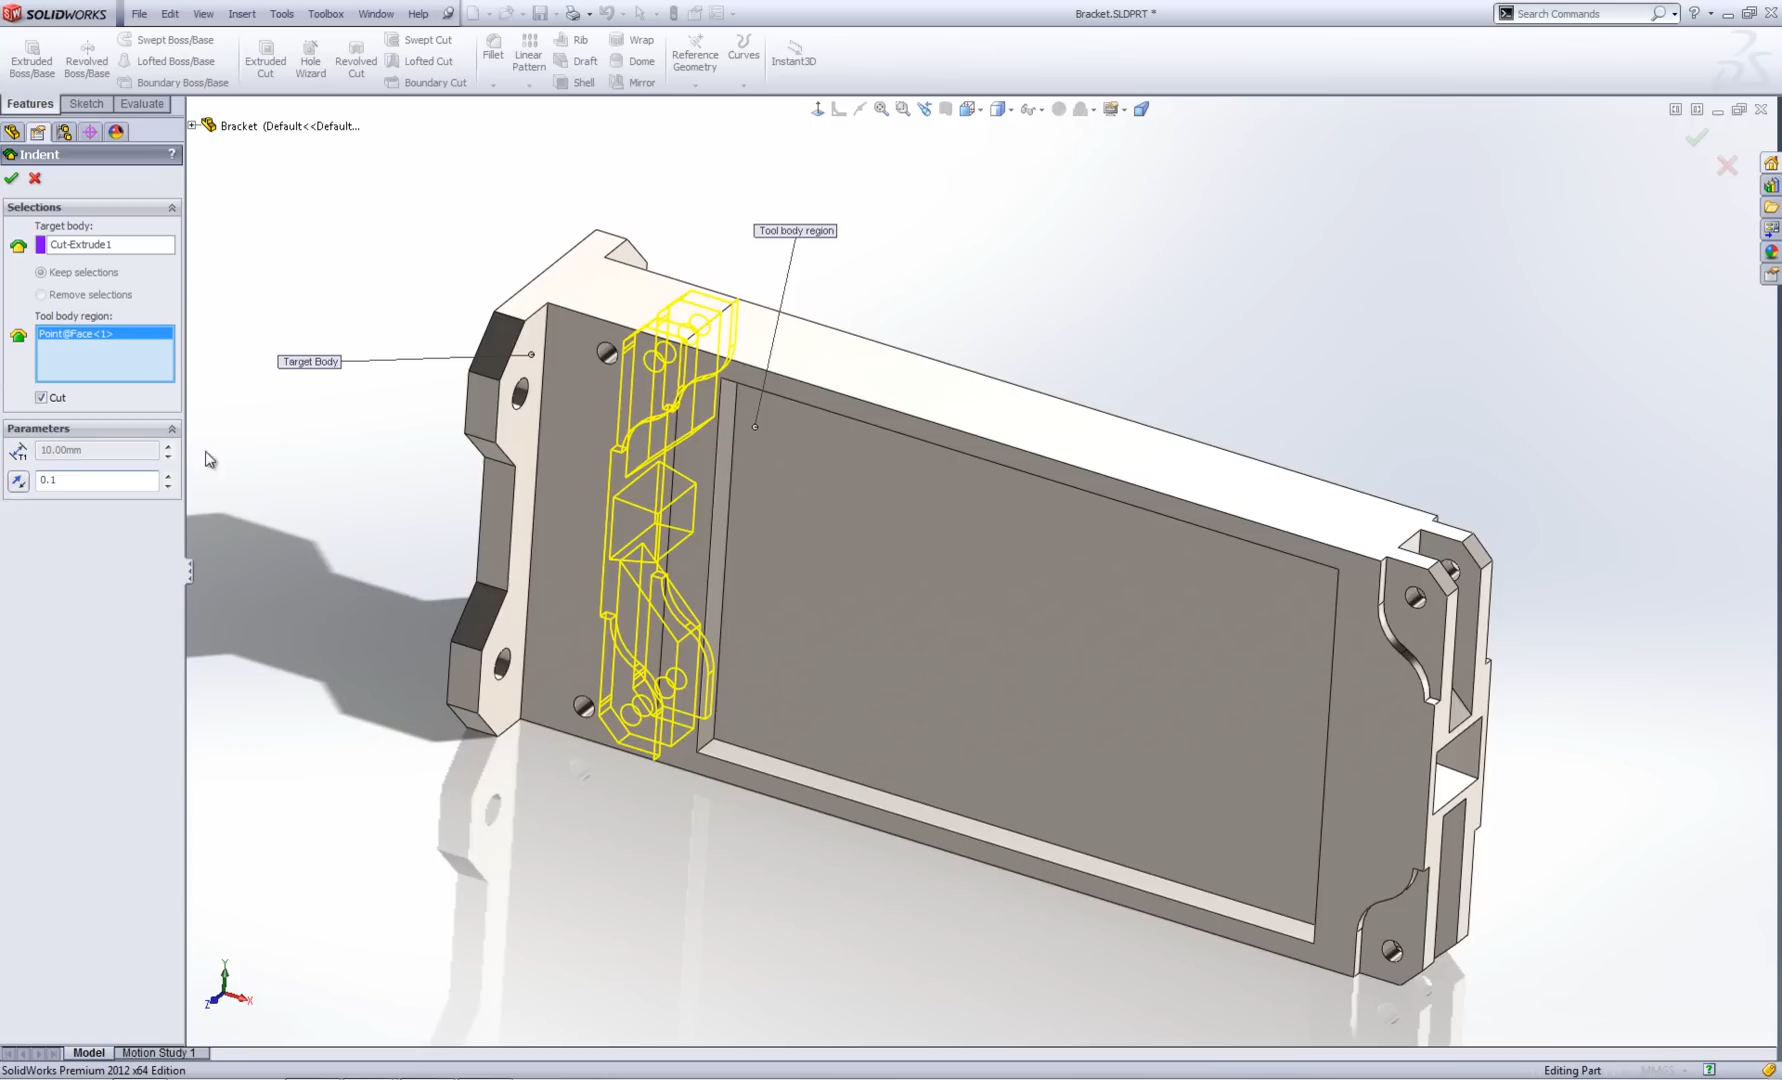 SOLIDWORKS File Edit View Insert Tools Toolbox Window Help Bracket.SLDPRT * Search Commands
Extruded Boss/Base
Revolved Boss/Base
Swept Boss/Base
Lofted Boss/Base
Boundary Boss/Base
Extruded Cut
Hole Wizard
Revolved Cut
Swept Cut
Lofted Cut
Boundary Cut
Fillet
Linear Pattern
Rib
Draft
Shell
Wrap
Dome
Mirror
Reference Geometry
Curves
Instant3D
Features Sketch Evaluate
Bracket (Default<<Default...
Indent ?
Selections
Target body:
Cut-Extrude1
Keep selections
Remove selections
Tool body region:
Point@Face<1>
Cut
Parameters
T1 10.00mm
0.1
Tool body region
Target Body
Y
Z X
Model Motion Study 1
SolidWorks Premium 2012 x64 Edition Editing Part MMGS